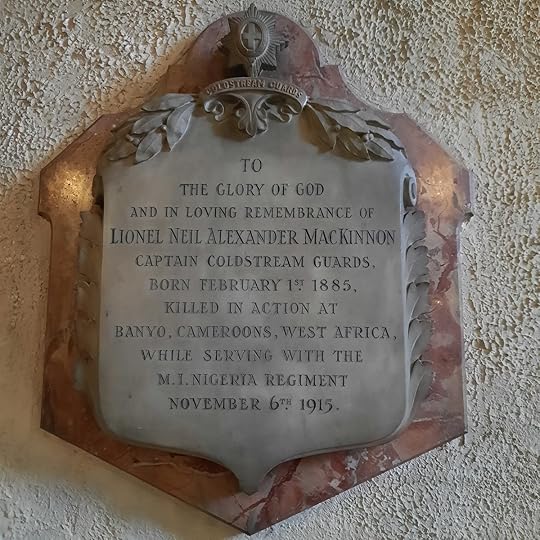 COLDSTREAM GUARDS
TO
THE GLORY OF GOD
AND IN LOVING REMEMBRANCE OF
LIONEL NEIL ALEXANDER MACKINNON
CAPTAIN COLDSTREAM GUARDS.
BORN FEBRUARY 1ST 1885,
KILLED IN ACTION AT
BANYO, CAMEROONS, WEST AFRICA,
WHILE SERVING WITH THE
M.I. NIGERIA REGIMENT
NOVEMBER 6TH 1915.